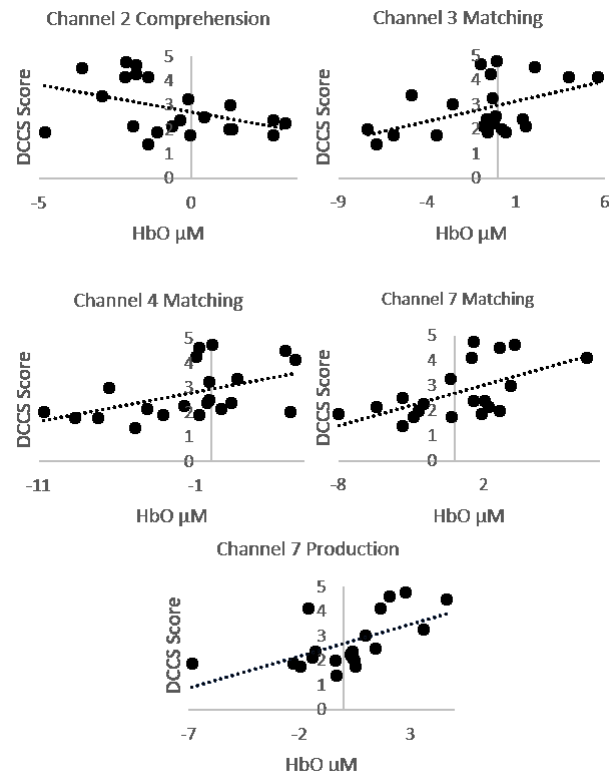 Channel 2 Comprehension
DCCS Score
5
4
3
2
1
0
-5
0
HbO µM
Channel 3 Matching
DCCS Score
5
4
3
2
1
0
-9
-4
1
6
HbO µM
Channel 4 Matching
DCCS Score
5
4
3
2
1
0
-11
-1
HbO µM
Channel 7 Matching
DCCS Score
5
4
3
2
1
0
-8
2
HbO µM
Channel 7 Production
DCCS Score
5
4
3
2
1
0
-7
-2
3
HbO µM